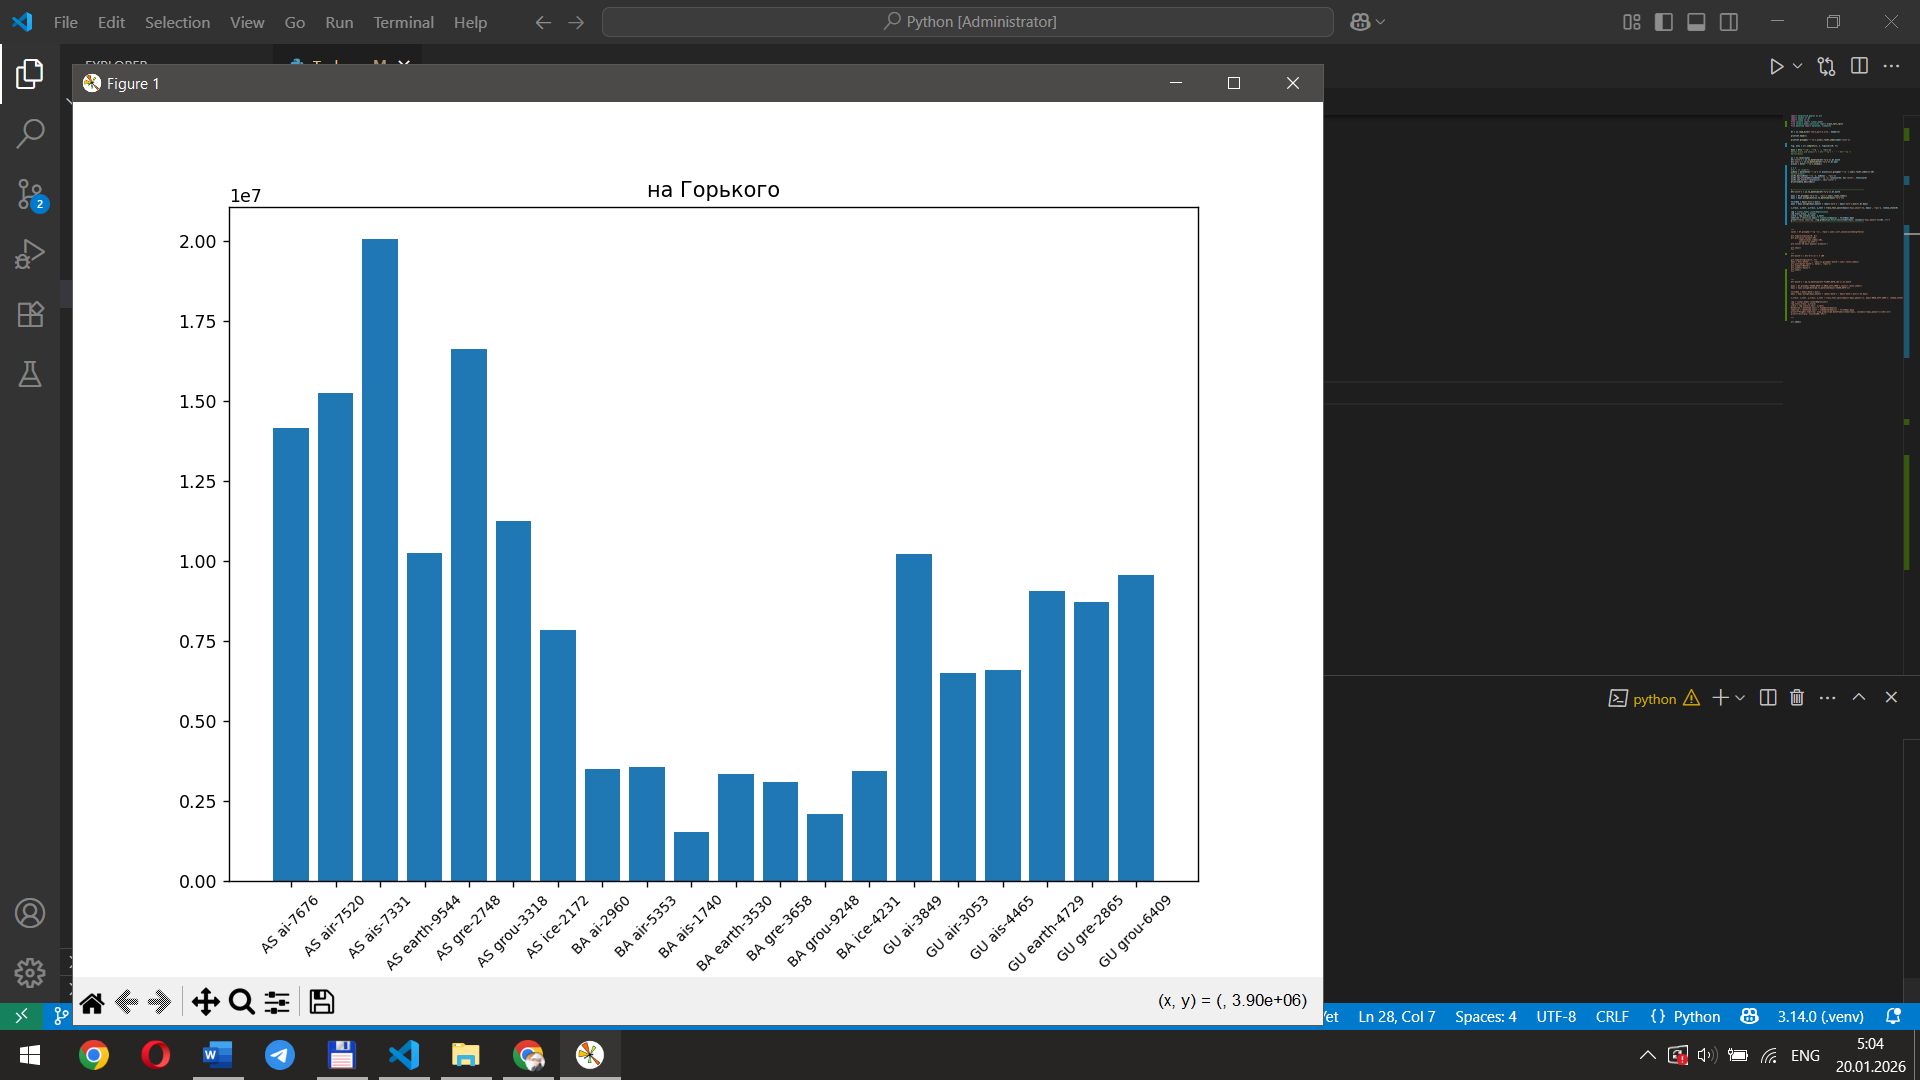 File Edit Selection View Go Run Terminal Help
Python [Administrator]
EXPLORER
Figure 1
2
на Горького
1e7
2.00
1.75
1.50
1.25
1.00
0.75
0.50
0.25
0.00
AS ai-7676
AS air-7520
AS ais-7331
AS earth-9544
AS gre-2748
AS grou-3318
AS ice-2172
BA ai-2960
BA air-5353
BA ais-1740
BA earth-3530
BA gre-3658
BA grou-9248
BA ice-4231
GU ai-3849
GU air-3053
GU ais-4465
GU earth-4729
GU gre-2865
GU grou-6409
(x, y) = (, 3.90e+06)
python
Ln 28, Col 7 Spaces: 4 UTF-8 CRLF { } Python 3.14.0 (.venv)
ENG
5:04
20.01.2026